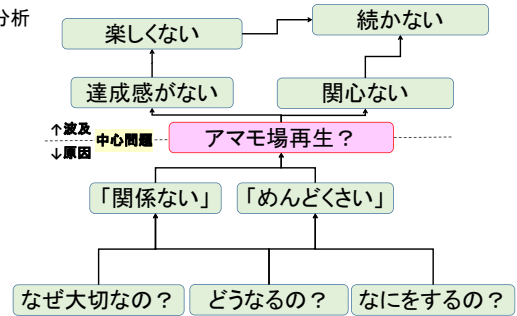 分析
楽しくない
続かない
達成感がない
関心ない
↑波及
中心問題
アマモ場再生？
↓原因
「関係ない」
「めんどくさい」
なぜ大切なの？
どうなるの？
なにをするの？